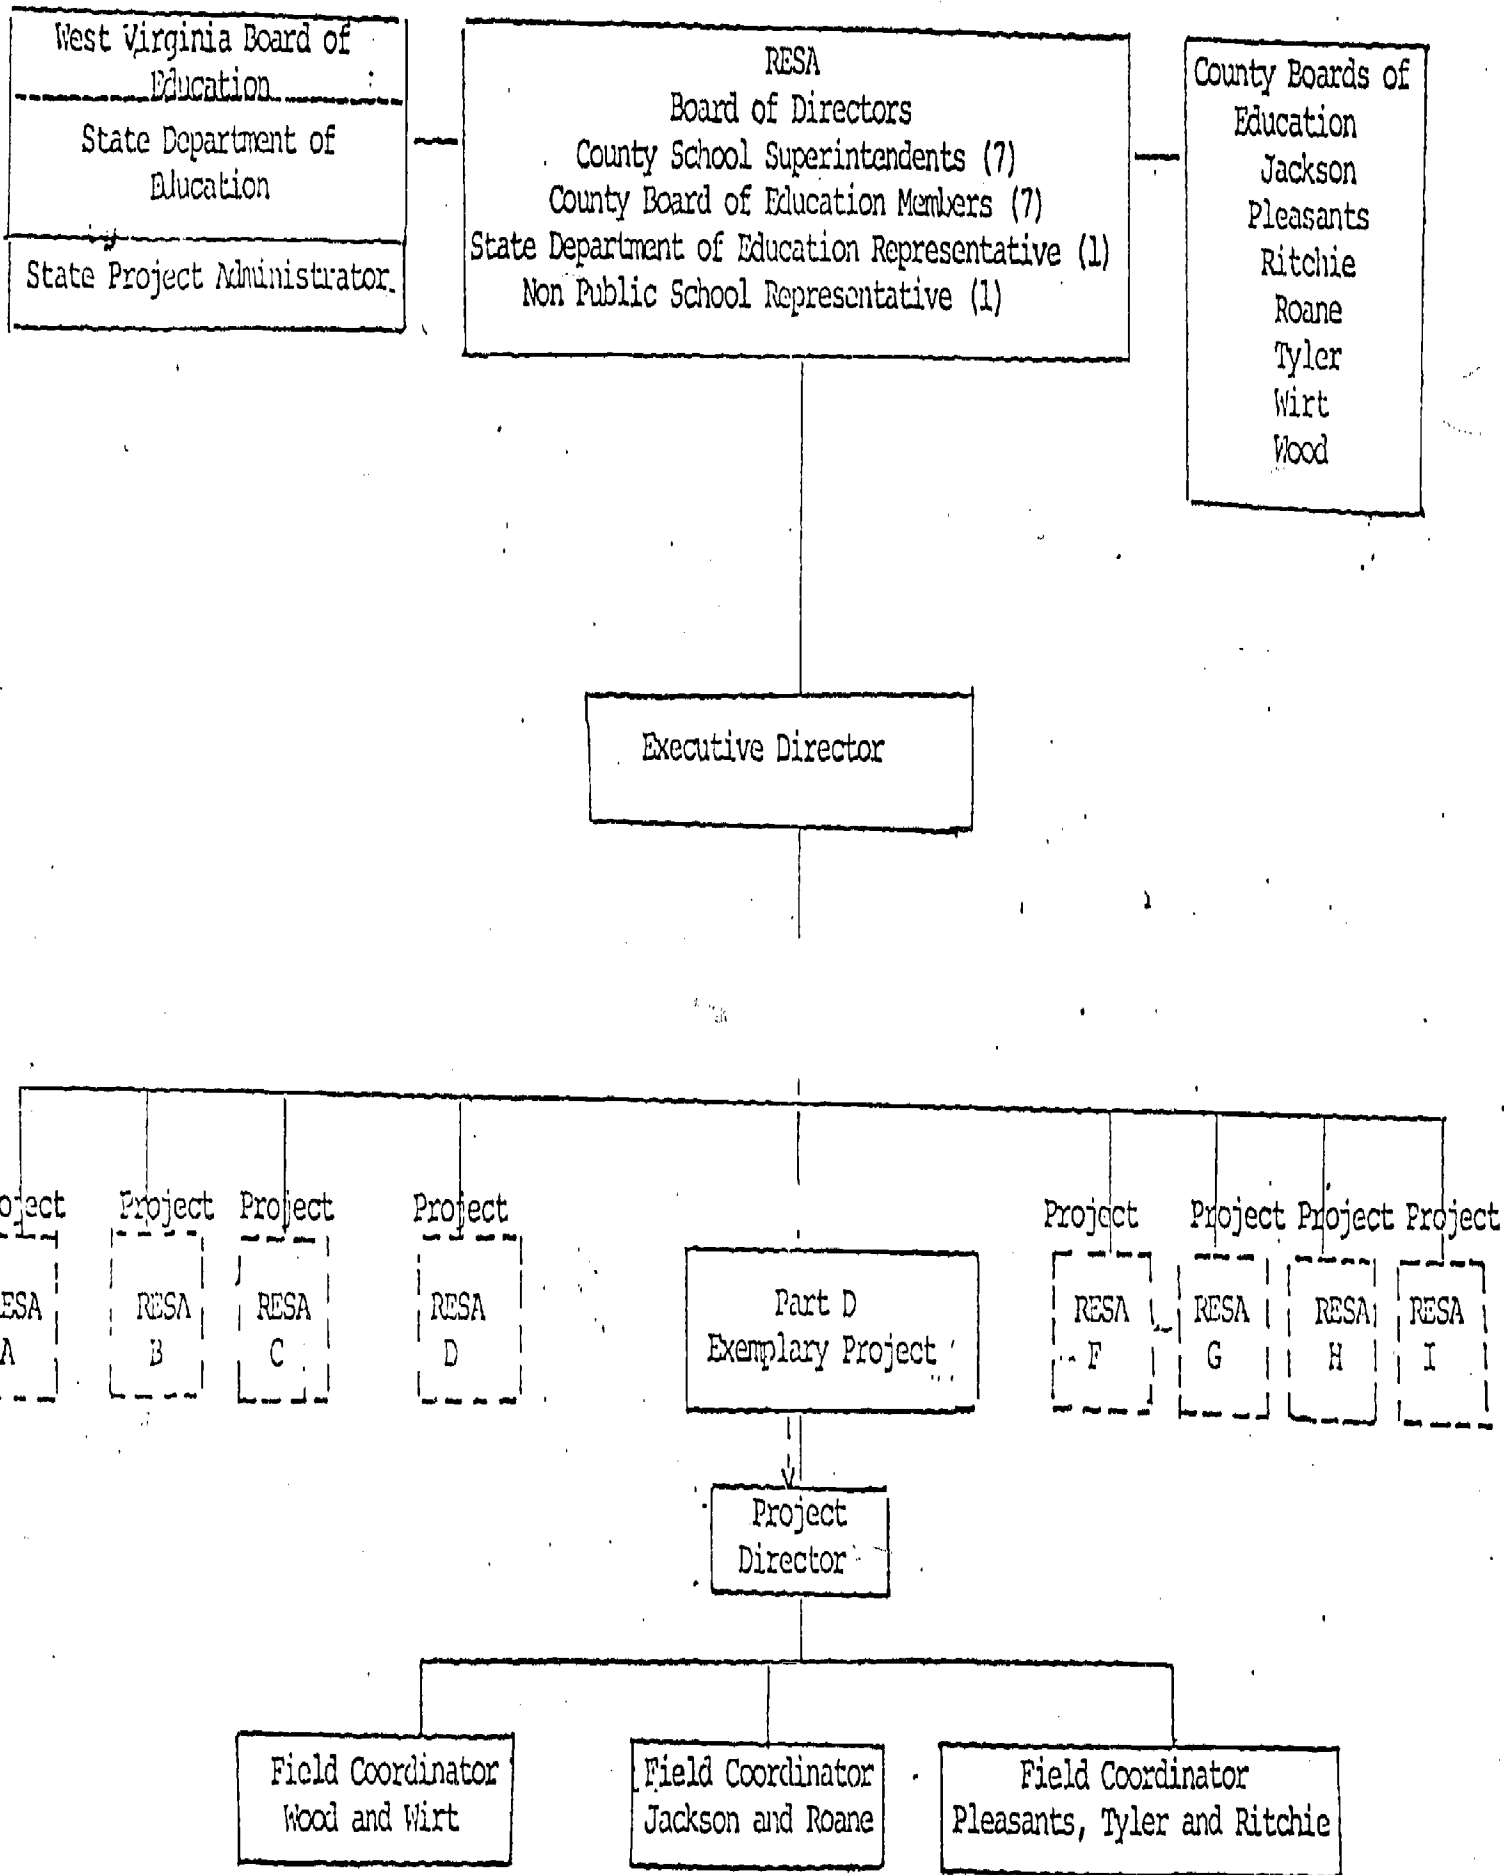 West Virginia Board of
Education
State Department of
Education
State Project Administrator
RESA
Board of Directors
County School Superintendents (7)
County Board of Education Members (7)
State Department of Education Representative (1)
Non Public School Representative (1)
County Boards of
Education
Jackson
Pleasants
Ritchie
Roane
Tyler
Wirt
Wood
Executive Director
oject
ESA
A
Project
RESA
B
Project
RESA
C
Project
RESA
D
Part D
Exemplary Project
Project
RESA
F
Project
RESA
G
Project
RESA
H
Project
RESA
I
Project
Director
Field Coordinator
Wood and Wirt
Field Coordinator
Jackson and Roane
Field Coordinator
Pleasants, Tyler and Ritchie